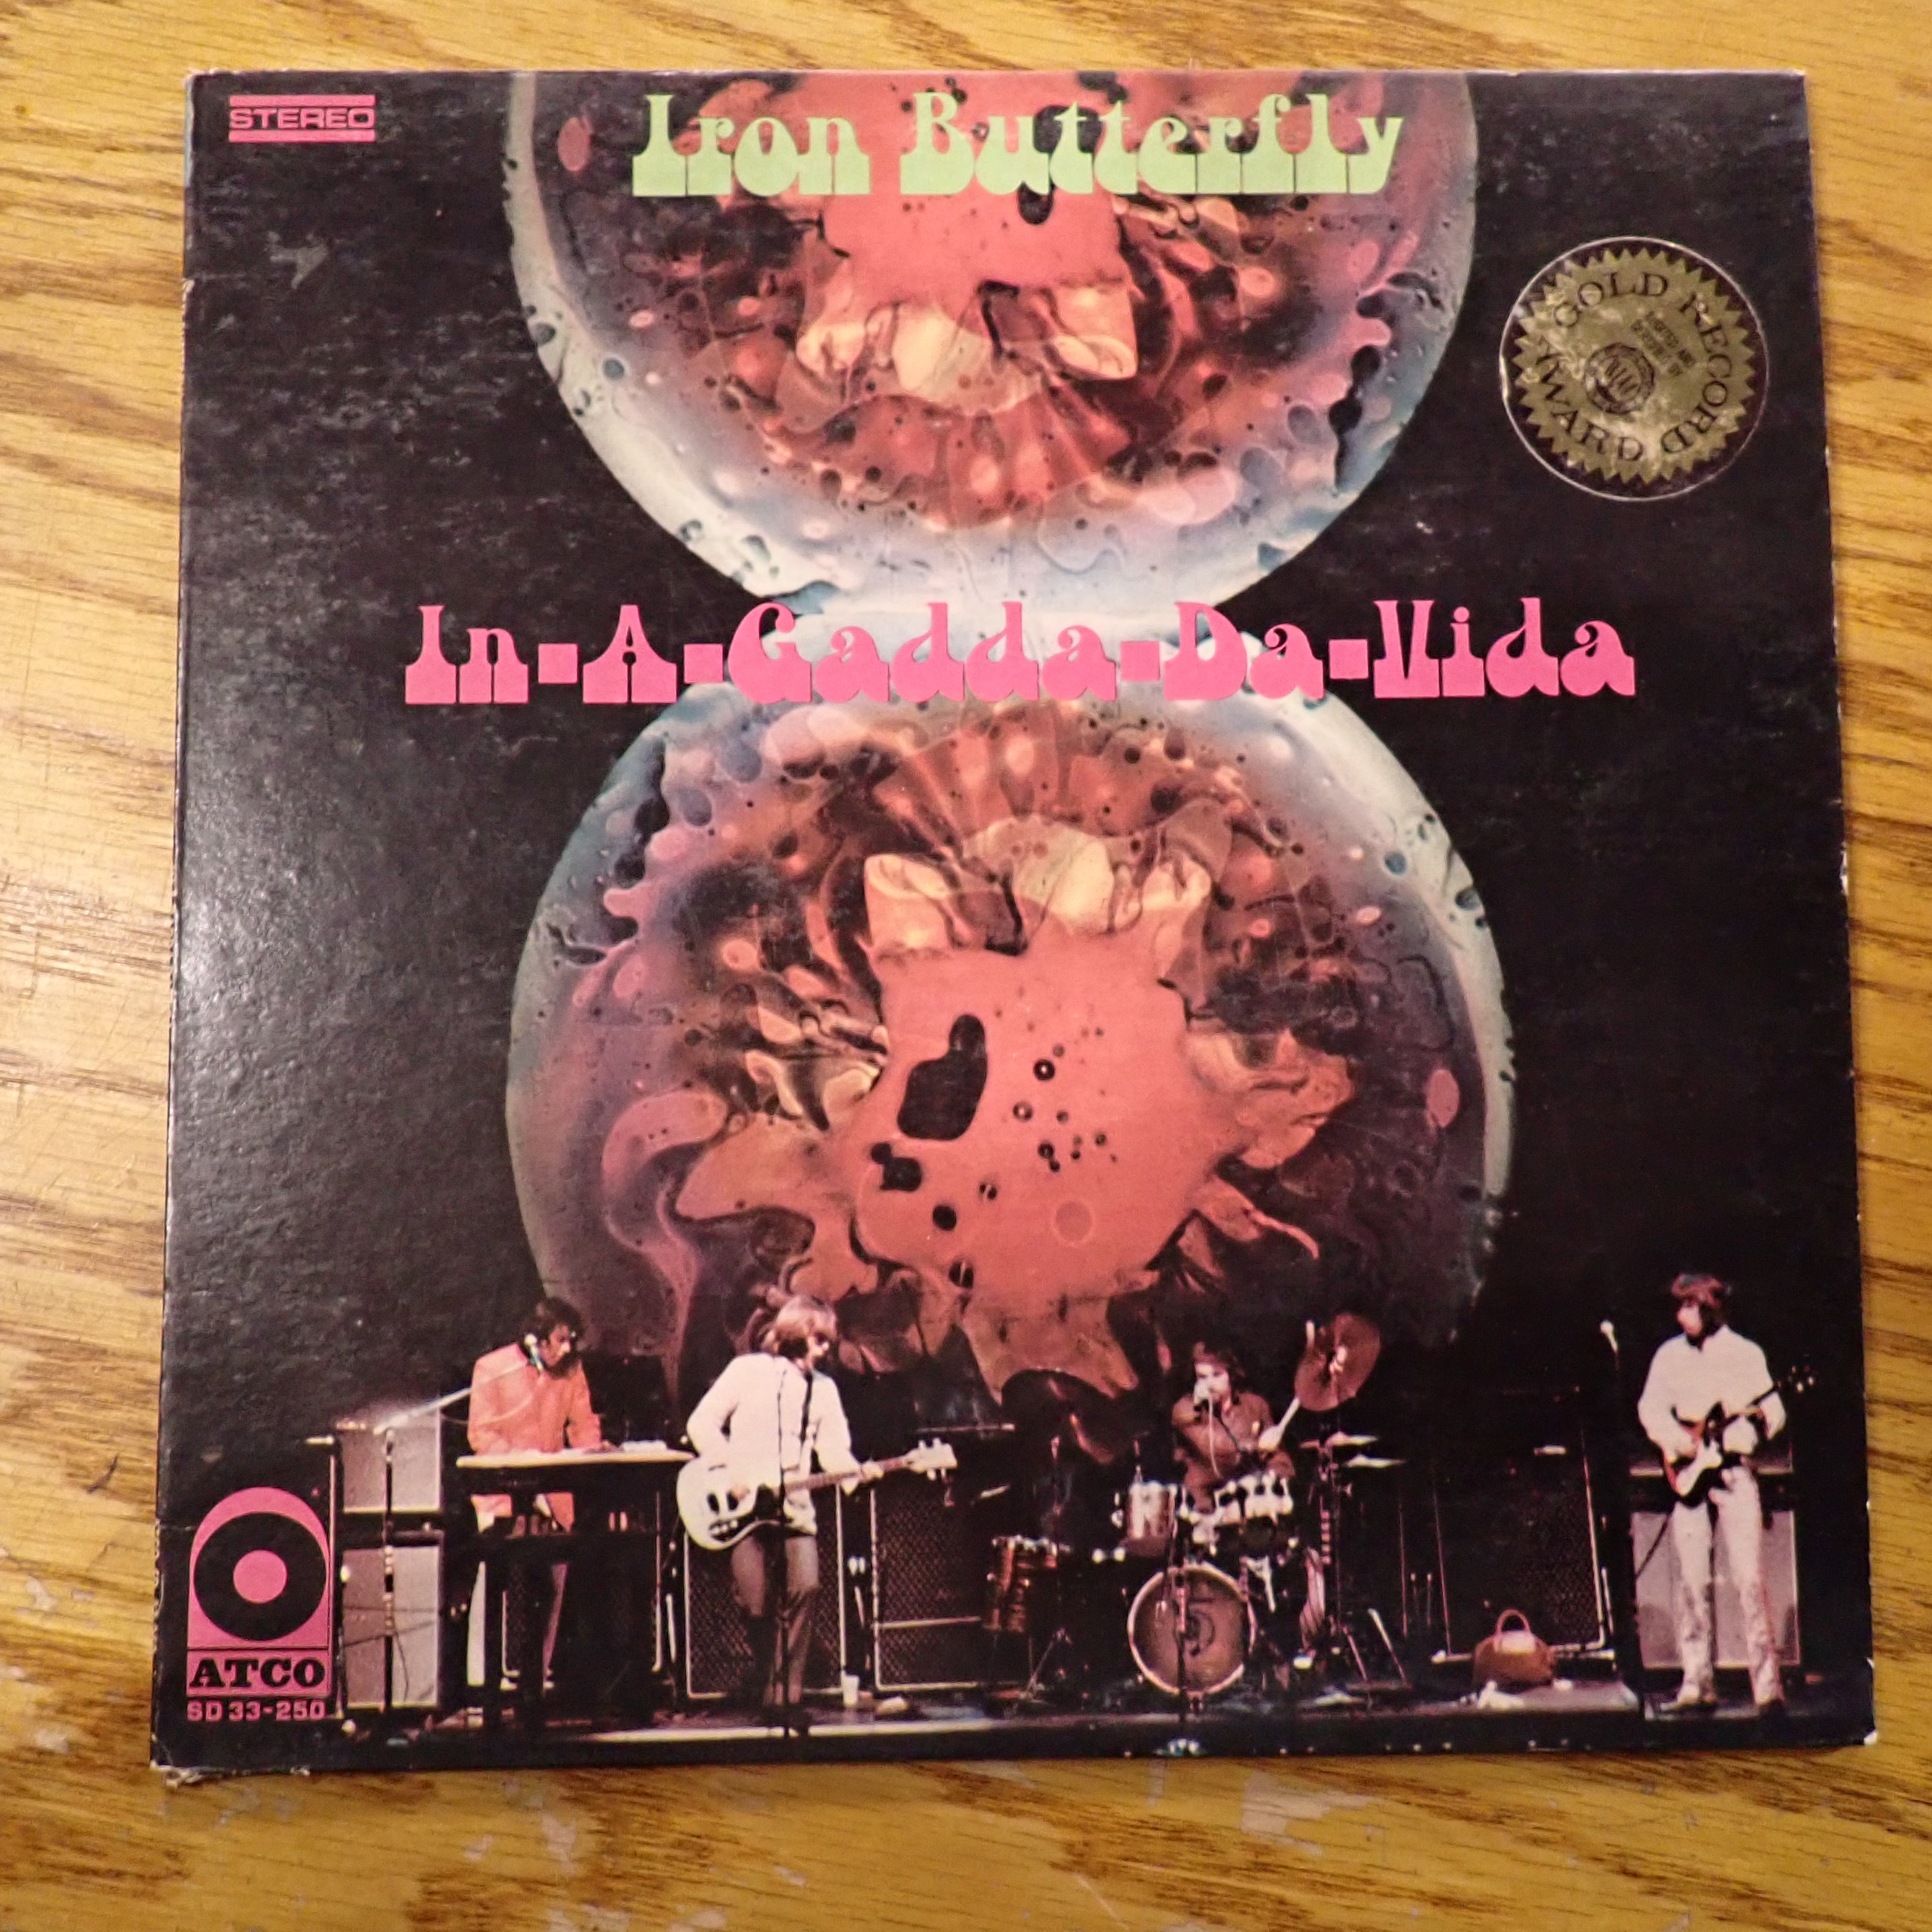 STEREO
Iron Butterfly
GOLD RECORD
AWARD
In-A-Gadda-Da-Vida
ATCO
SD 33-250